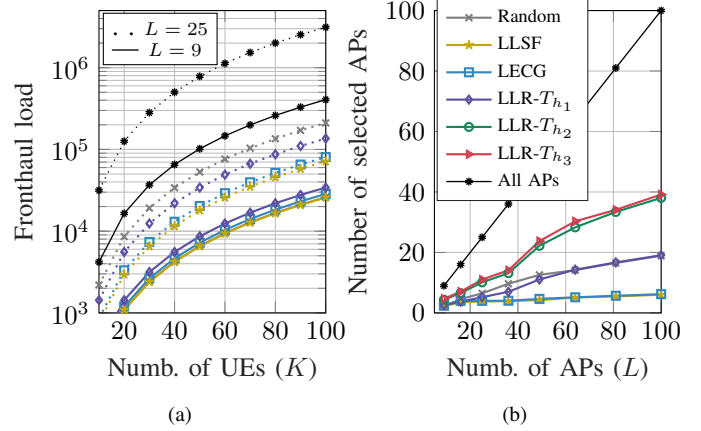 L = 25
L = 9
10^6
10^5
10^4
10^3
Fronthaul load
20 40 60 80 100
Numb. of UEs (K)
(a)
Random
LLSF
LECG
LLR-T_{h_1}
LLR-T_{h_2}
LLR-T_{h_3}
All APs
100
80
60
40
20
0
Number of selected APs
20 40 60 80 100
Numb. of APs (L)
(b)